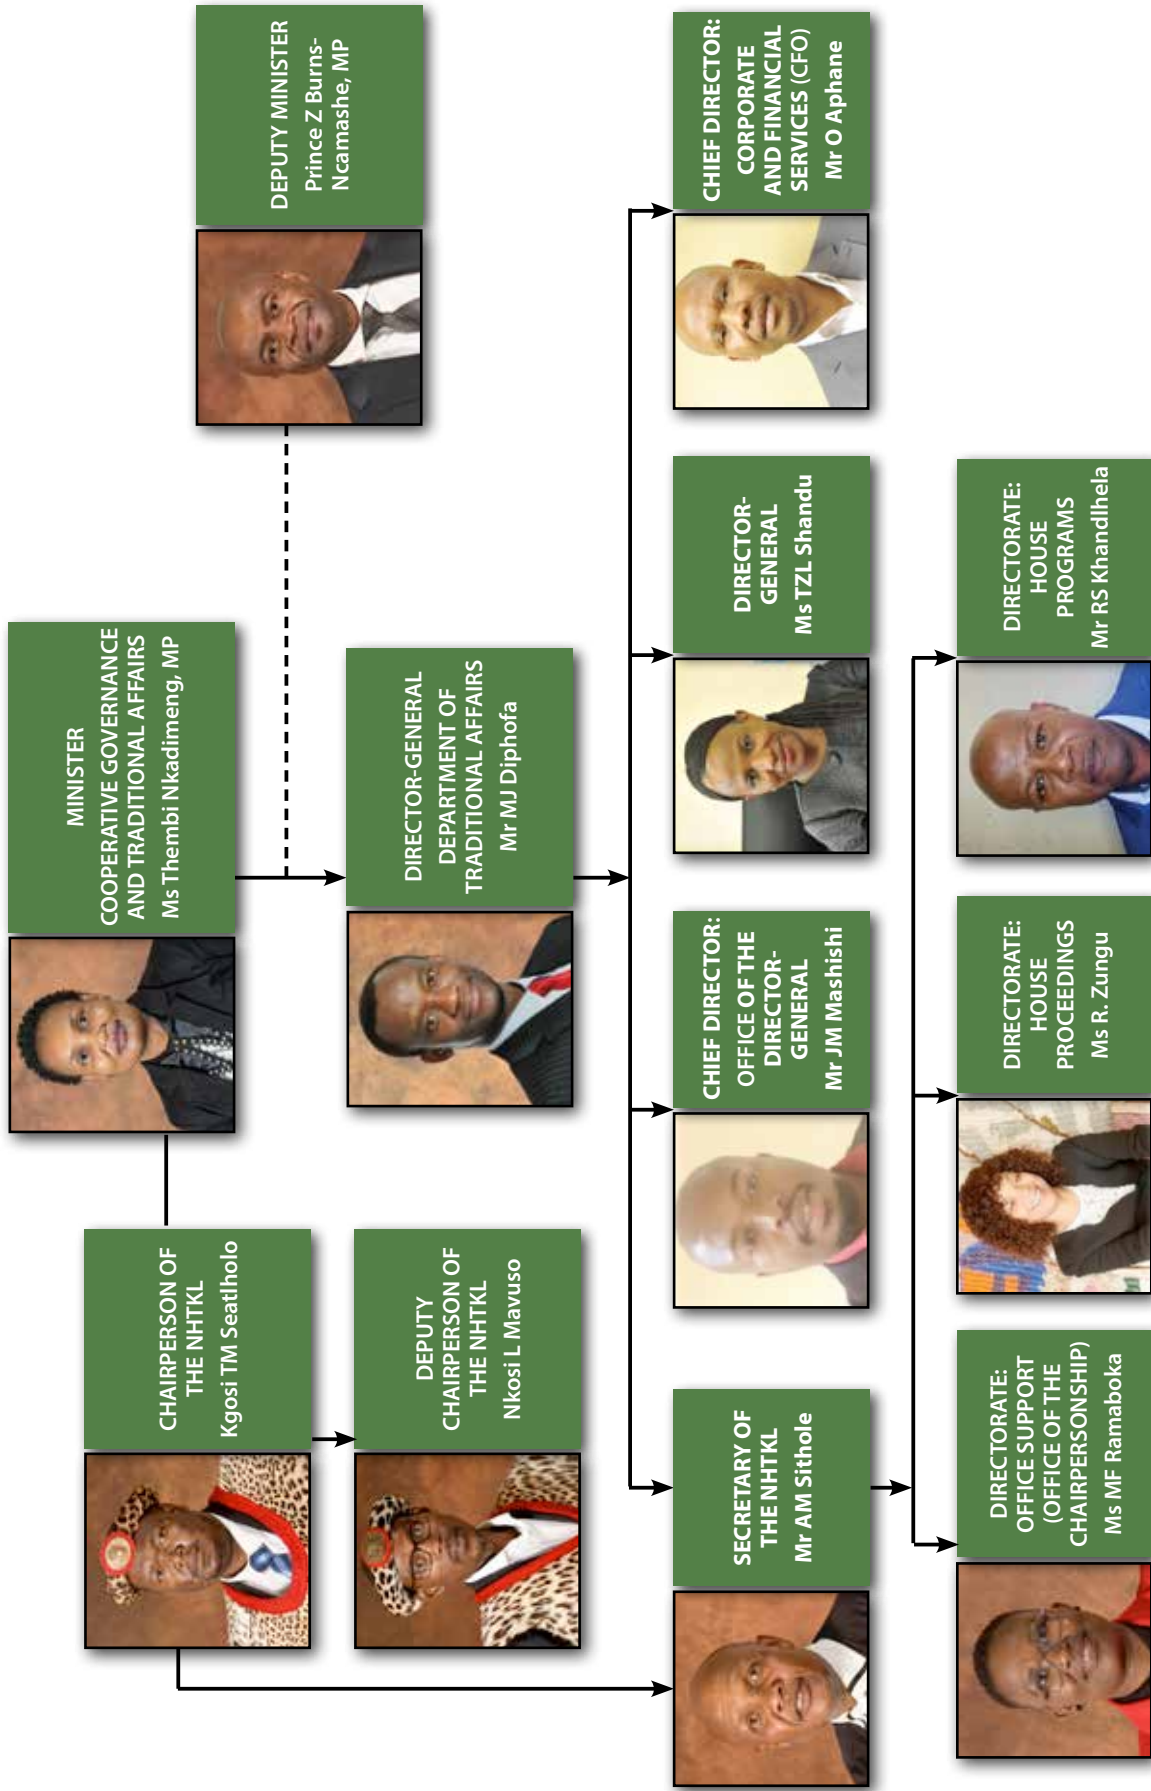 MINISTER
COOPERATIVE GOVERNANCE
AND TRADITIONAL AFFAIRS
Ms Thembi Nkadimeng, MP
DEPUTY MINISTER
Prince Z Burns-
Ncamashe, MP
CHAIRPERSON OF
THE NHTKL
Kgosi TM Seatlholo
DEPUTY
CHAIRPERSON OF
THE NHTKL
Nkosi L Mavuso
DIRECTOR-GENERAL
DEPARTMENT OF
TRADITIONAL AFFAIRS
Mr MJ Diphofa
SECRETARY OF
THE NHTKL
Mr AM Sithole
CHIEF DIRECTOR:
OFFICE OF THE
DIRECTOR-
GENERAL
Mr JM Mashishi
DIRECTOR-
GENERAL
Ms TZL Shandu
CHIEF DIRECTOR:
CORPORATE
AND FINANCIAL
SERVICES (CFO)
Mr O Aphane
DIRECTORATE:
OFFICE SUPPORT
(OFFICE OF THE
CHAIRPERSONSHIP)
Ms MF Ramaboka
DIRECTORATE:
HOUSE
PROCEEDINGS
Ms R. Zungu
DIRECTORATE:
HOUSE
PROGRAMS
Mr RS Khandlhela